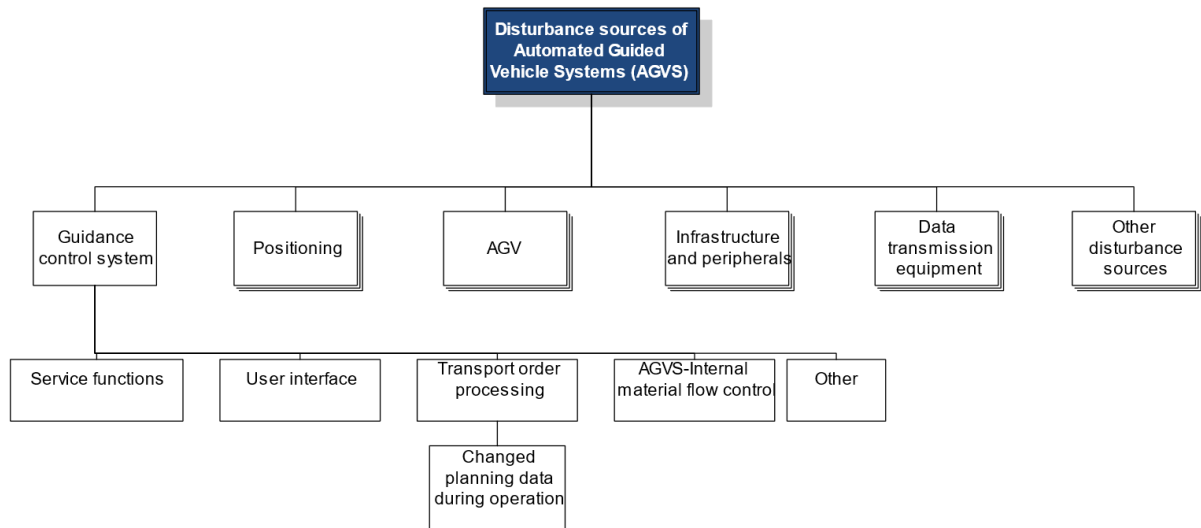 Disturbance sources of
Automated Guided
Vehicle Systems (AGVS)
Guidance
control system
Positioning
AGV
Infrastructure
and peripherals
Data
transmission
equipment
Other
disturbance
sources
Service functions
User interface
Transport order
processing
AGVS-Internal
material flow control
Other
Changed
planning data
during operation